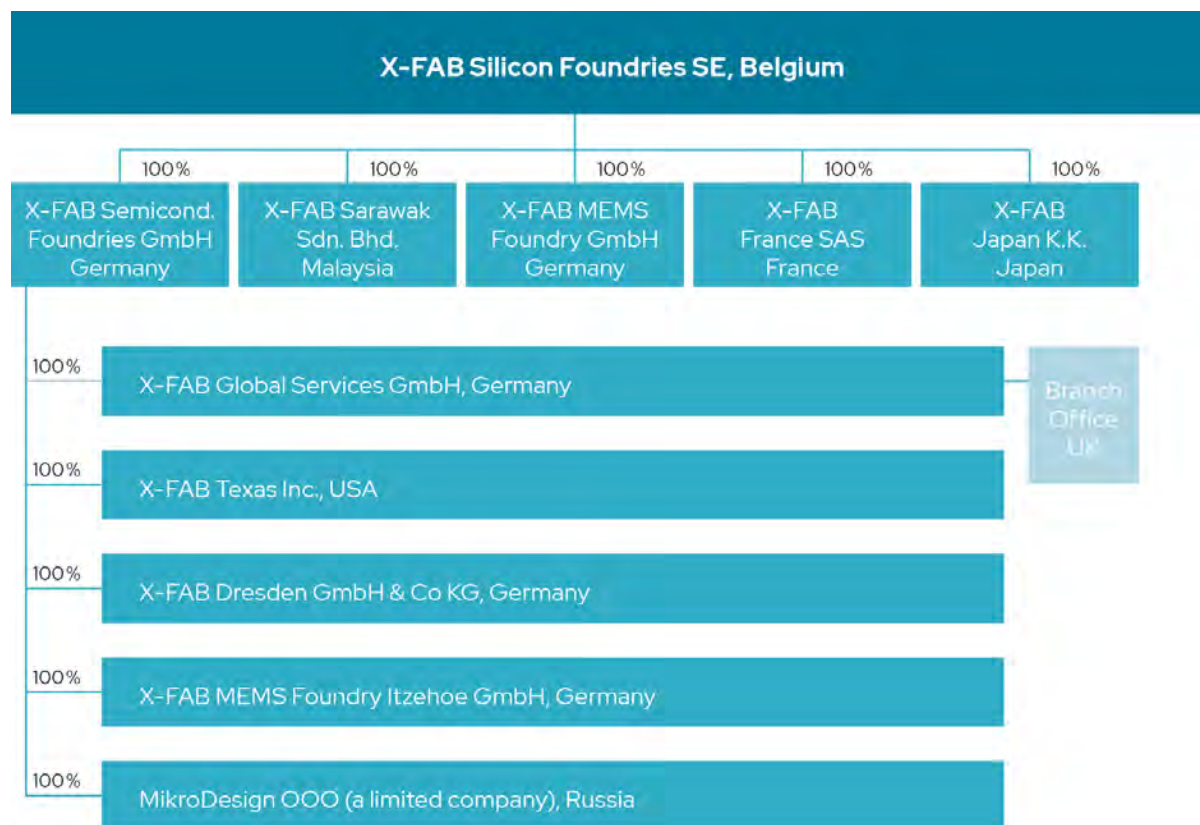 X-FAB Silicon Foundries SE, Belgium
100%
100%
100%
100%
100%
X-FAB Semicond.
Foundries GmbH
Germany
X-FAB Sarawak
Sdn. Bhd.
Malaysia
X-FAB MEMS
Foundry GmbH
Germany
X-FAB
France SAS
France
X-FAB
Japan K.K.
Japan
100%
X-FAB Global Services GmbH, Germany
Branch
Office
UK
100%
X-FAB Texas Inc., USA
100%
X-FAB Dresden GmbH & Co KG, Germany
100%
X-FAB MEMS Foundry Itzehoe GmbH, Germany
100%
MikroDesign OOO (a limited company), Russia